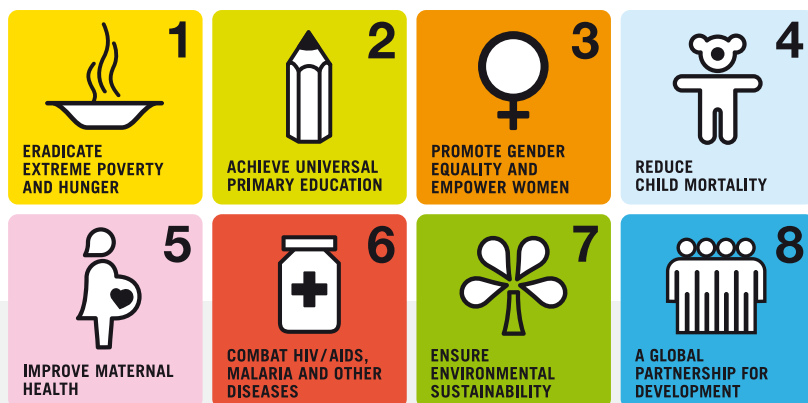 1
ERADICATE
EXTREME POVERTY
AND HUNGER
2
ACHIEVE UNIVERSAL
PRIMARY EDUCATION
3
PROMOTE GENDER
EQUALITY AND
EMPOWER WOMEN
4
REDUCE
CHILD MORTALITY
5
IMPROVE MATERNAL
HEALTH
6
COMBAT HIV/AIDS,
MALARIA AND OTHER
DISEASES
7
ENSURE
ENVIRONMENTAL
SUSTAINABILITY
8
A GLOBAL
PARTNERSHIP FOR
DEVELOPMENT